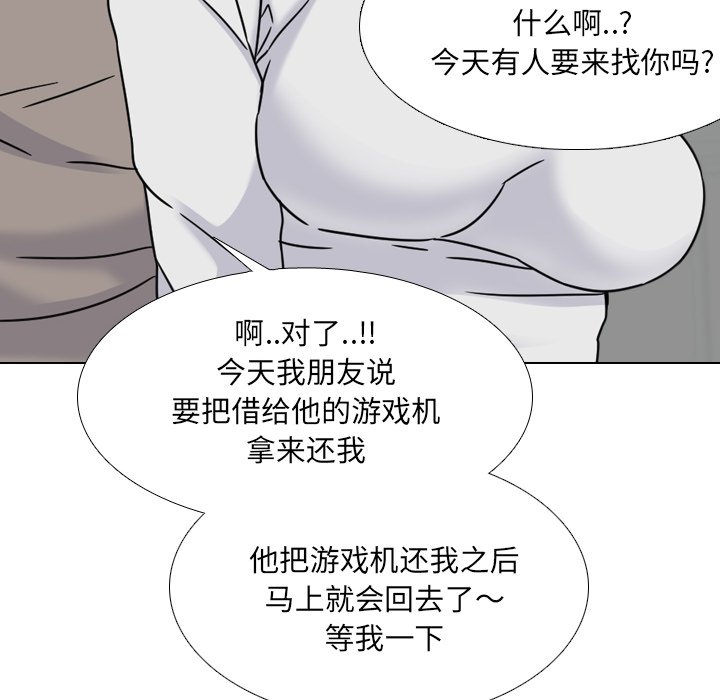 什么啊..?
今天有人要来找你吗?
啊..对了..!!
今天我朋友说
要把借给他的游戏机
拿来还我
他把游戏机还我之后
马上就会回去了～
等我一下